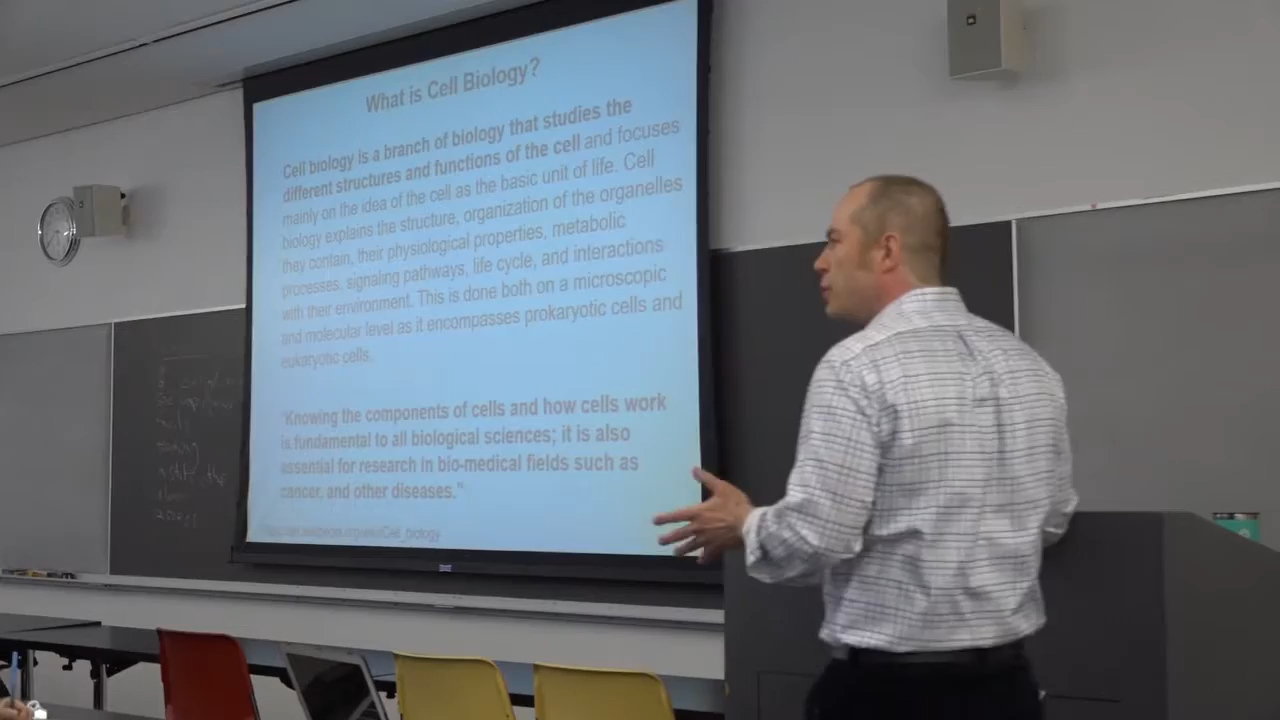 What is Cell Biology?
Cell biology is a branch of biology that studies the
different structures and functions of the cell and focuses
mainly on the idea of the cell as the basic unit of life. Cell
biology explains the structure, organization of the organelles
they contain, their physiological properties, metabolic
processes, signaling pathways, life cycle, and interactions
with their environment. This is done both on a microscopic
and molecular level as it encompasses prokaryotic cells and
eukaryotic cells.
"Knowing the components of cells and how cells work
is fundamental to all biological sciences; it is also
essential for research in bio-medical fields such as
cancer, and other diseases."